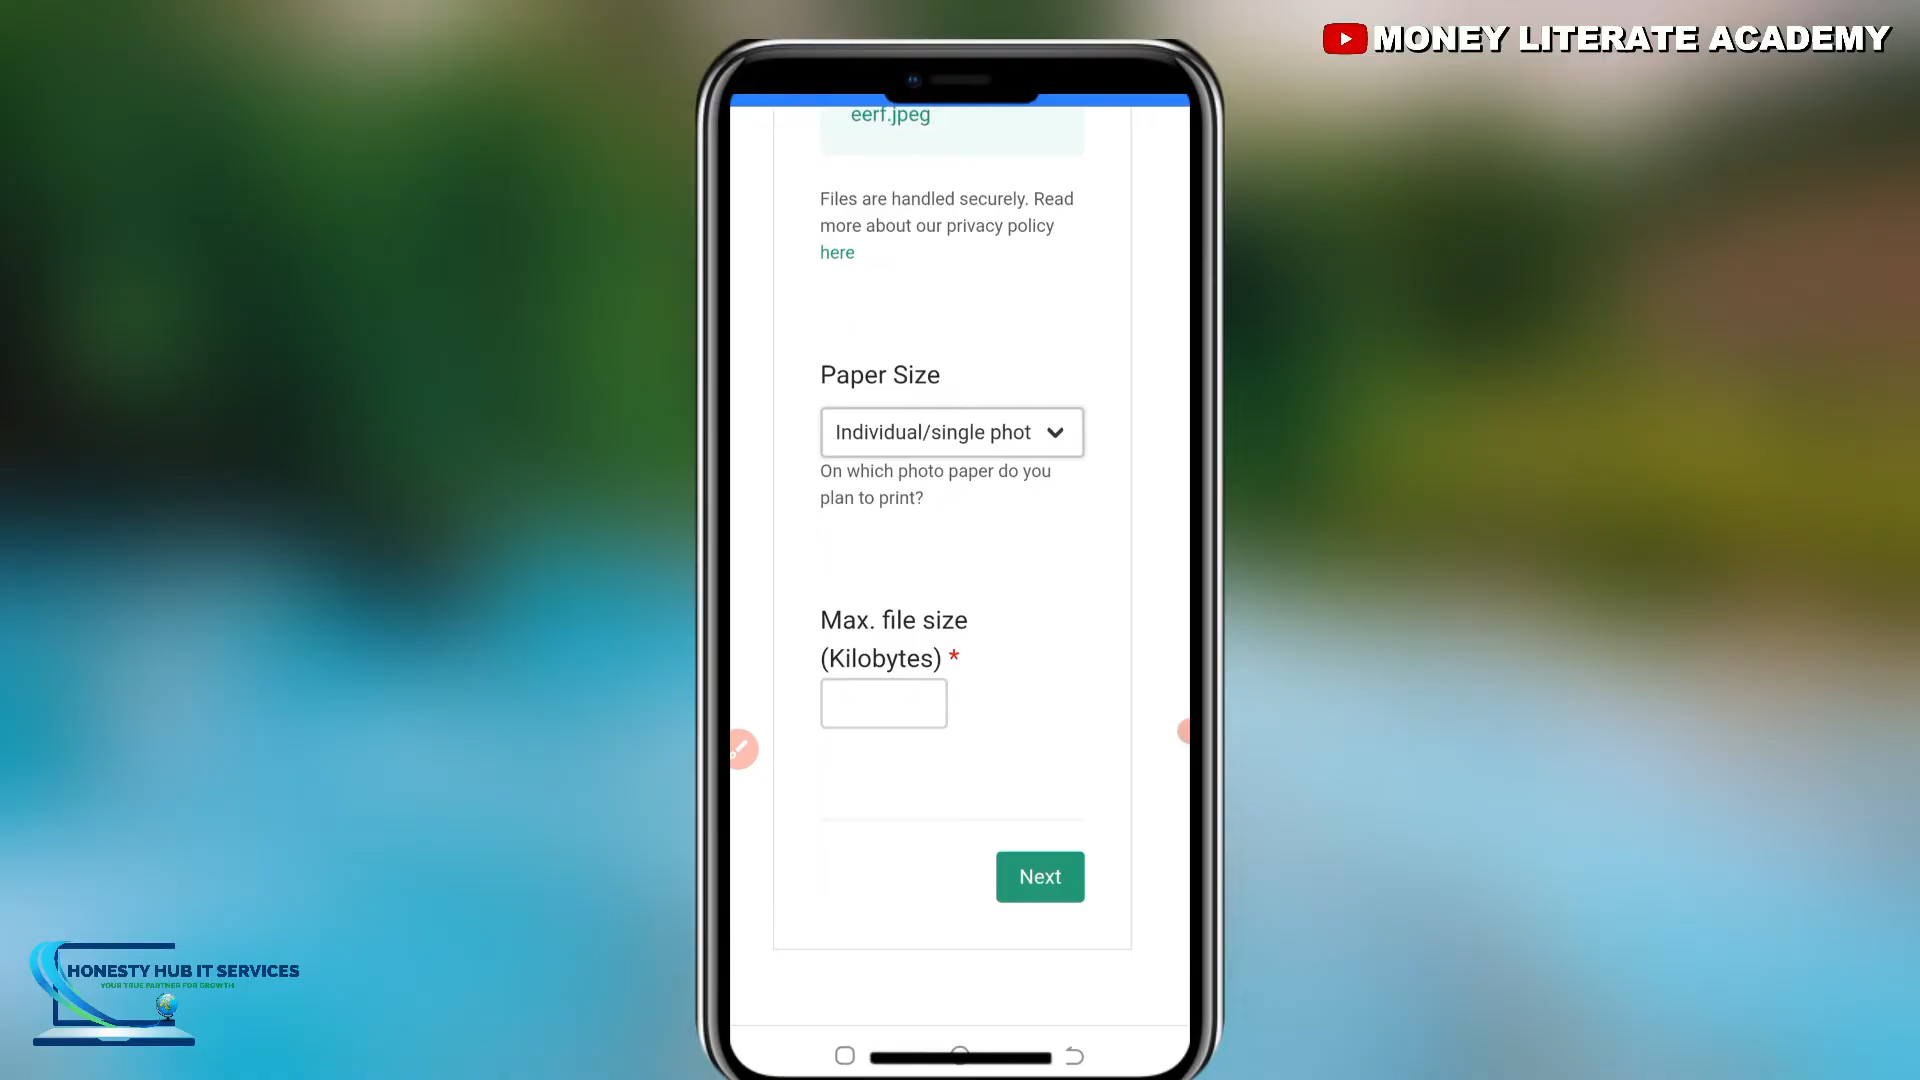 MONEY LITERATE ACADEMY
eerf.jpeg
Files are handled securely. Read
more about our privacy policy
here
Paper Size
Individual/single phot
On which photo paper do you
plan to print?
Max. file size
(Kilobytes) *
Next
HONESTY HUB IT SERVICES
YOUR TRUE PARTNER FOR GROWTH